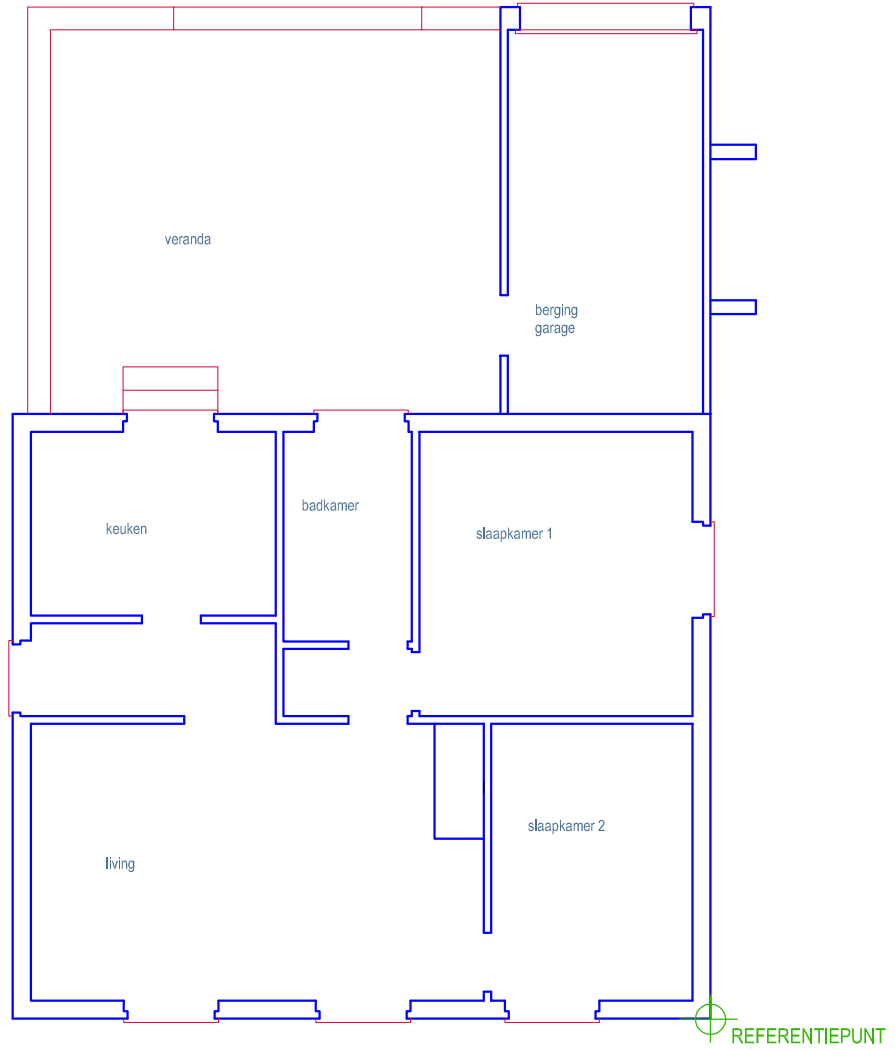 veranda
berging
garage
badkamer
keuken
slaapkamer 1
slaapkamer 2
living
REFERENTIEPUNT